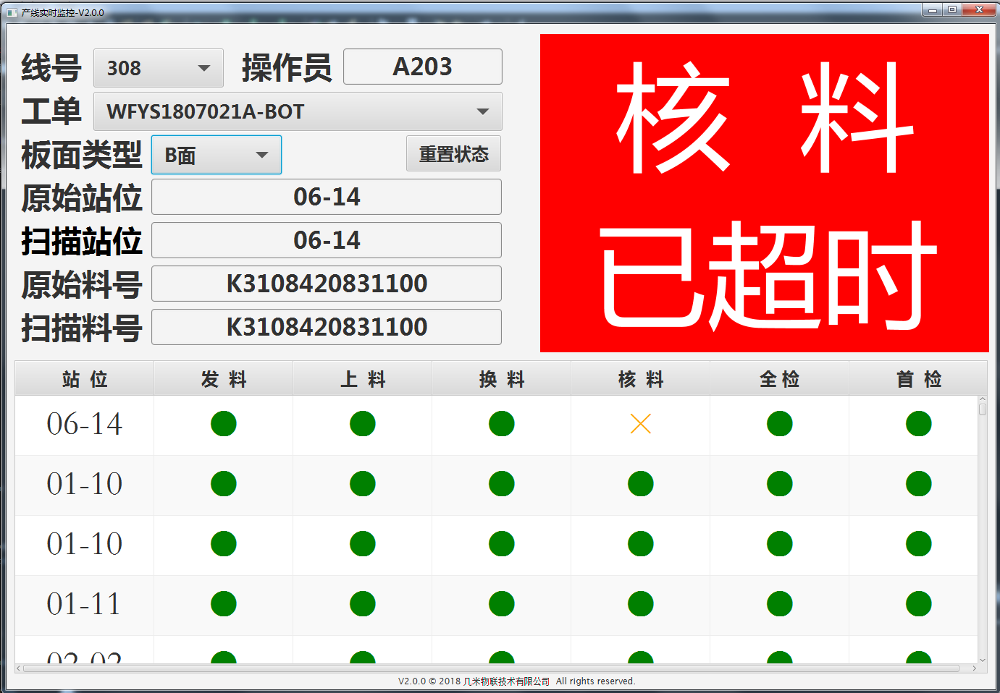 产线实时监控-V2.0.0
线号 308 操作员 A203
工单 WFYS1807021A-BOT
板面类型 B面 重置状态
原始站位 06-14
扫描站位 06-14
原始料号 K3108420831100
扫描料号 K3108420831100
核 料
已超时
站 位 发 料 上 料 换 料 核 料 全 检 首 检
06-14
01-10
01-10
01-11
02-02
V2.0.0 © 2018 几米物联技术有限公司 All rights reserved.